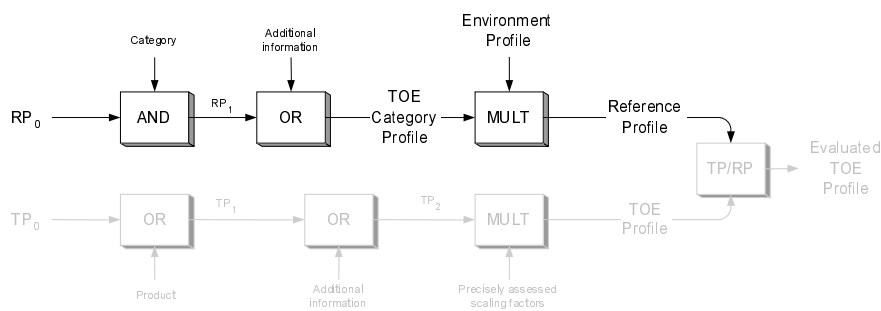 Category
Additional
information
Environment
Profile
RP0
AND
RP1
OR
TOE
Category
Profile
MULT
Reference
Profile
TP/RP
Evaluated
TOE
Profile
TP0
OR
TP1
OR
TP2
MULT
TOE
Profile
Product
Additional
information
Precisely assessed
scaling factors